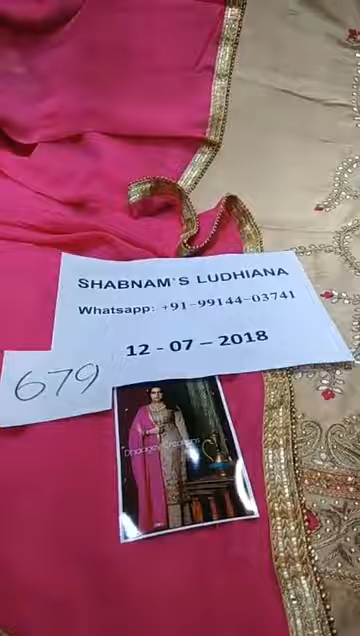 SHABNAM'S LUDHIANA
Whatsapp: +91-99144-03741
12 - 07 - 2018
679